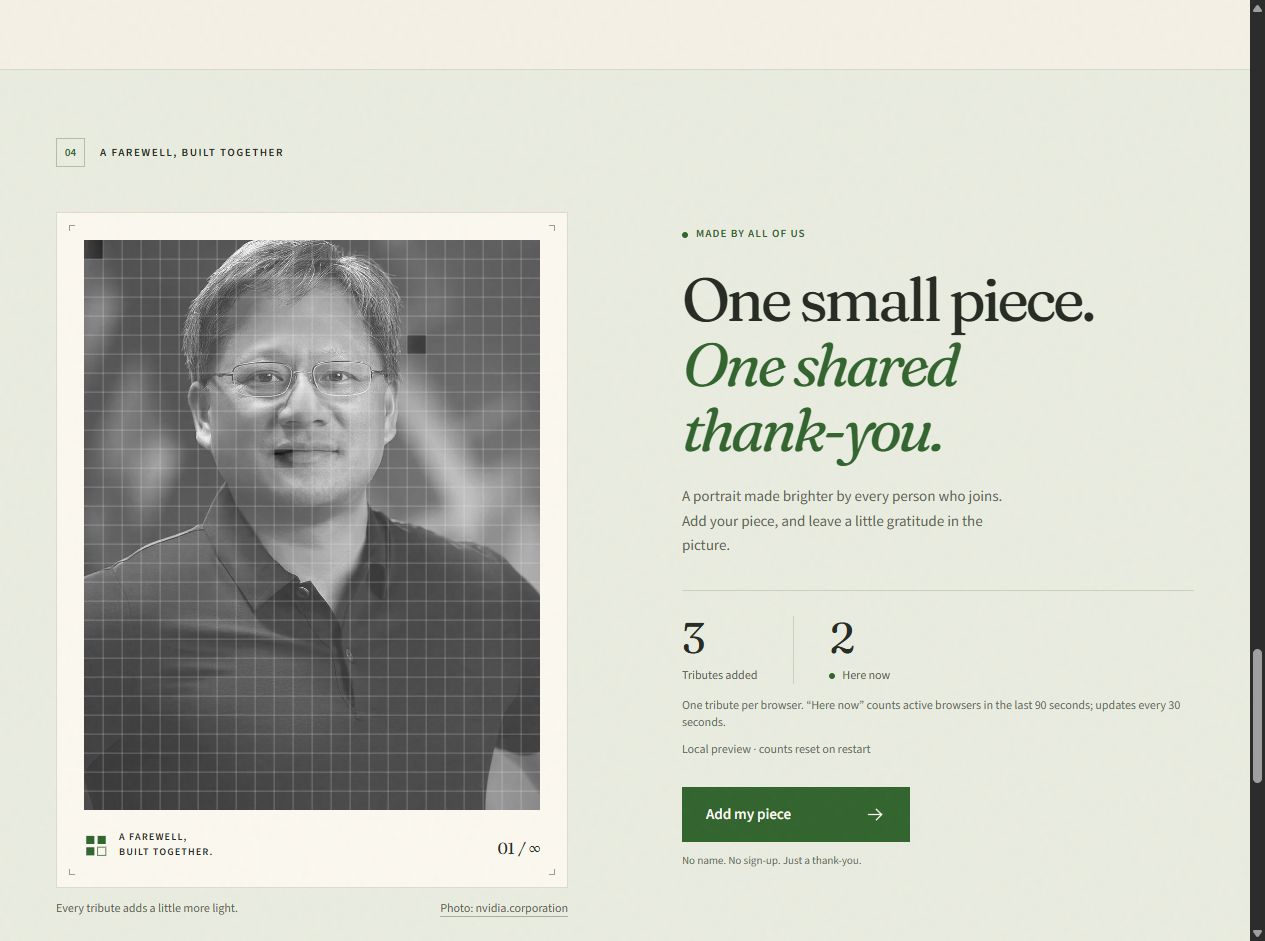 04
A FAREWELL, BUILT TOGETHER
A FAREWELL,
BUILT TOGETHER.
01 / ∞
Every tribute adds a little more light.
Photo: nvidia.corporation
MADE BY ALL OF US
One small piece.
One shared
thank-you.
A portrait made brighter by every person who joins.
Add your piece, and leave a little gratitude in the
picture.
3
Tributes added
2
Here now
One tribute per browser. “Here now” counts active browsers in the last 90 seconds; updates every 30
seconds.
Local preview · counts reset on restart
Add my piece →
No name. No sign-up. Just a thank-you.